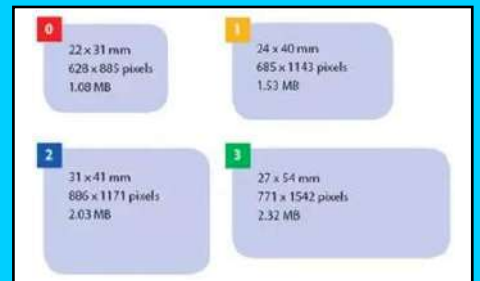 0
22 x 31 mm
628 x 885 pixels
1.08 MB
1
24 x 40 mm
685 x 1143 pixels
1.53 MB
2
31 x 41 mm
886 x 1171 pixels
2.03 MB
3
27 x 54 mm
771 x 1542 pixels
2.32 MB